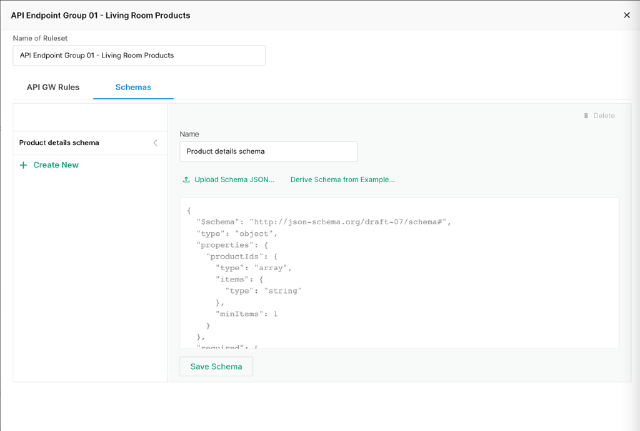 API Endpoint Group 01 - Living Room Products
Name of Ruleset
API Endpoint Group 01 - Living Room Products
API GW Rules
Schemas
Delete
Product details schema
Name
Product details schema
+ Create New
Upload Schema JSON...
Derive Schema from Example...
{
"$schema": "http://json-schema.org/draft-07/schema#",
"type": "object",
"properties": {
"productIds": {
"type": "array",
"items": {
"type": "string"
},
"minItems": 1
}
},
"required": [
Save Schema